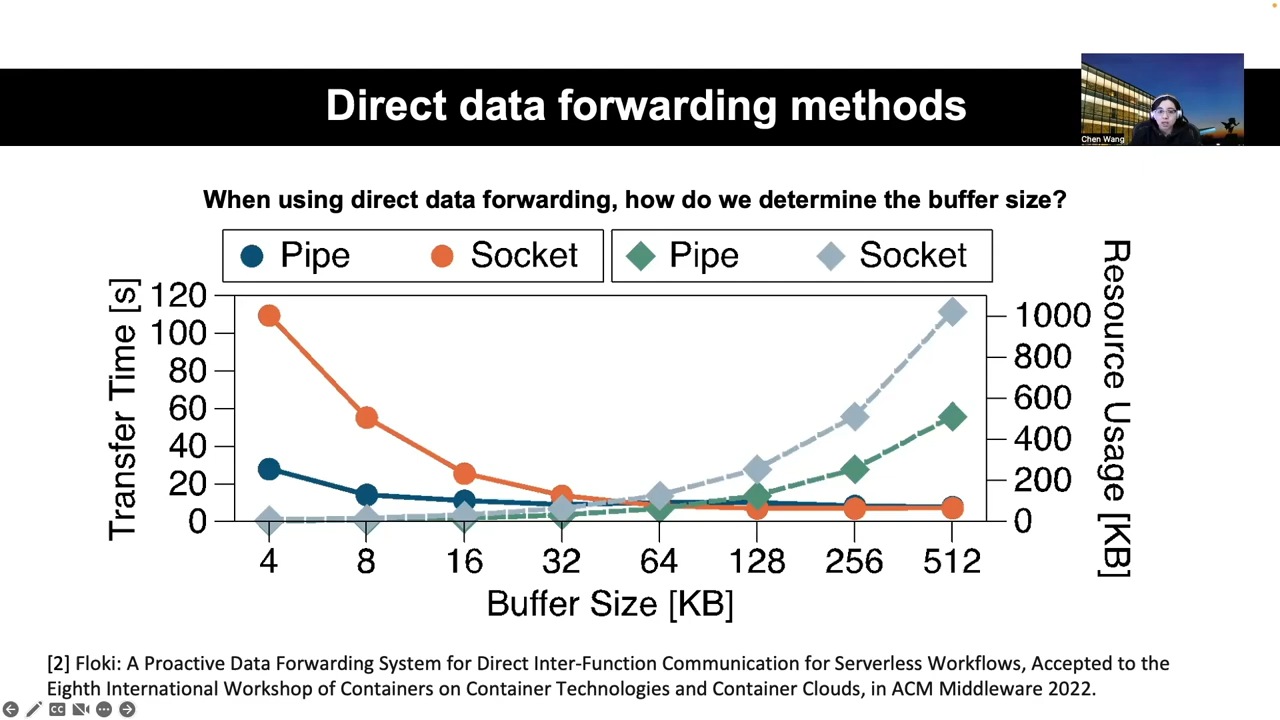 Direct data forwarding methods
Chen Wang
When using direct data forwarding, how do we determine the buffer size?
Pipe Socket Pipe Socket
Transfer Time [s]
120
100
80
60
40
20
0
1000
800
600
400
200
0
Resource Usage [KB]
4 8 16 32 64 128 256 512
Buffer Size [KB]
[2] Floki: A Proactive Data Forwarding System for Direct Inter-Function Communication for Serverless Workflows, Accepted to the
Eighth International Workshop of Containers on Container Technologies and Container Clouds, in ACM Middleware 2022.
CC